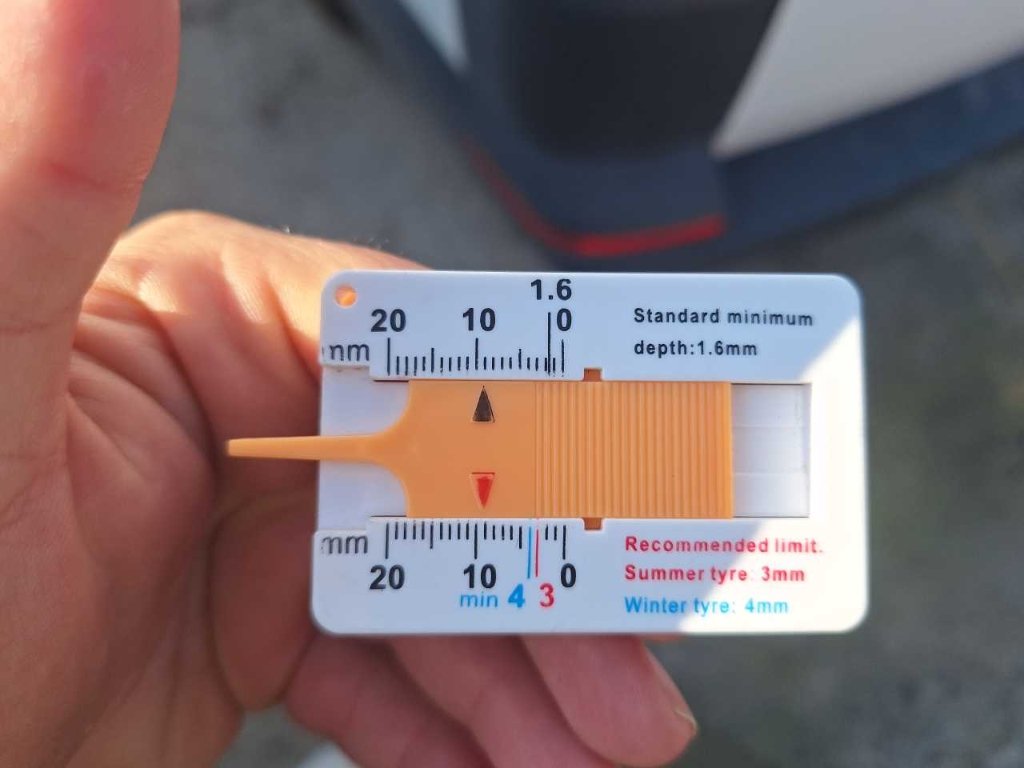 1.6
20 10 0
mm
Standard minimum
depth:1.6mm
mm
20 10 0
min 4 3
Recommended limit.
Summer tyre: 3mm
Winter tyre: 4mm